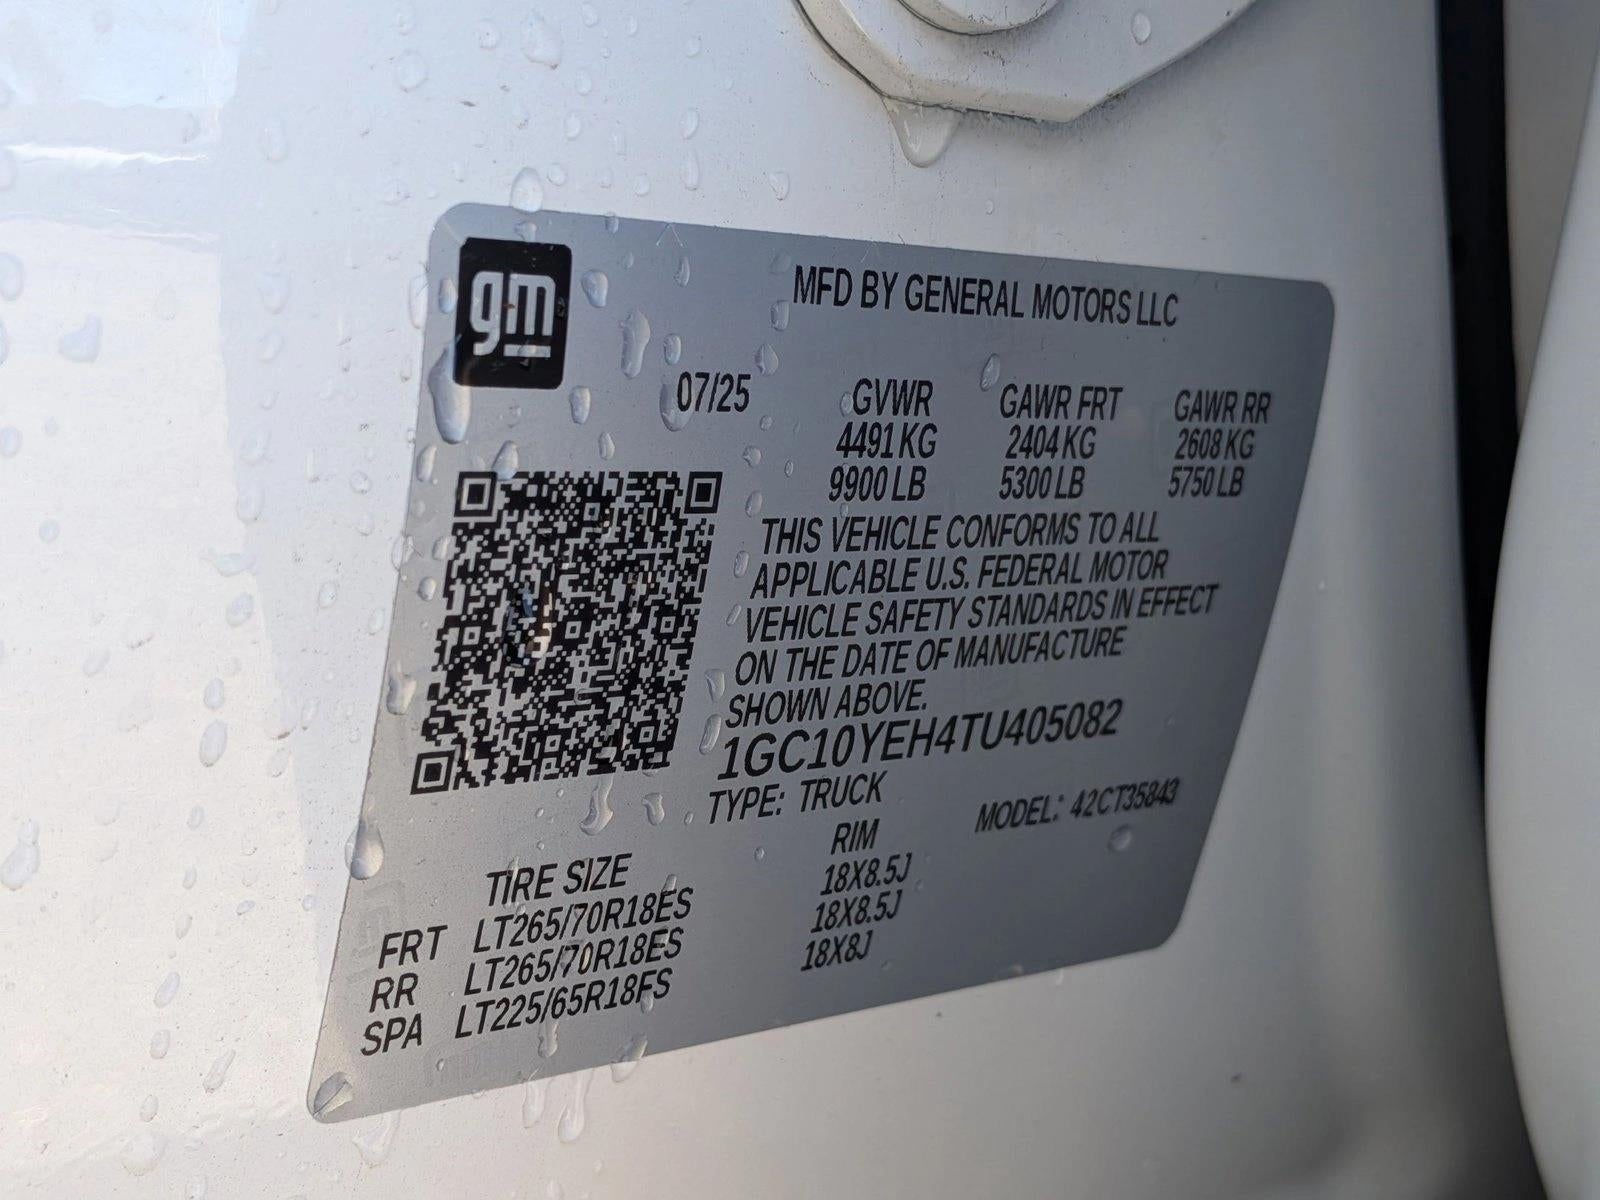 gm
MFD BY GENERAL MOTORS LLC
07/25 GVWR GAWR FRT GAWR RR
4491 KG 2404 KG 2608 KG
9900 LB 5300 LB 5750 LB
THIS VEHICLE CONFORMS TO ALL
APPLICABLE U.S. FEDERAL MOTOR
VEHICLE SAFETY STANDARDS IN EFFECT
ON THE DATE OF MANUFACTURE
SHOWN ABOVE.
1GC10YEH4TU405082
TYPE: TRUCK MODEL: 42CT35843
TIRE SIZE RIM
FRT LT265/70R18ES 18X8.5J
RR LT265/70R18ES 18X8.5J
SPA LT225/65R18FS 18X8J